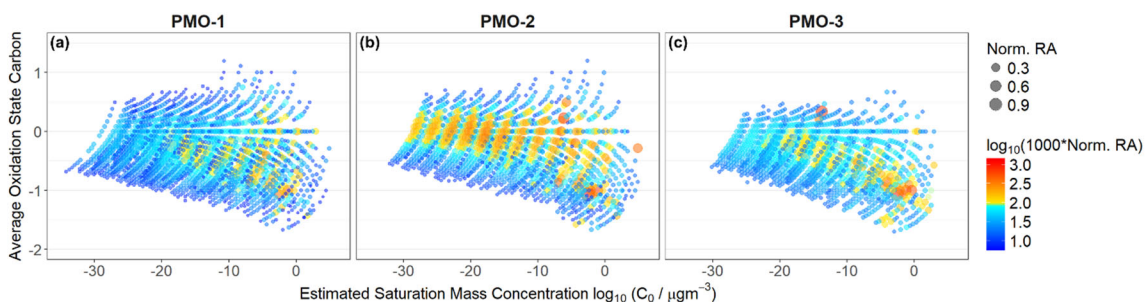 PMO-1 PMO-2 PMO-3
(a) (b) (c)
Average Oxidation State Carbon
1
0
-1
-2
-30 -20 -10 0 -30 -20 -10 0 -30 -20 -10 0
Estimated Saturation Mass Concentration log₁₀ (C₀ / μgm⁻³)
Norm. RA
0.3
0.6
0.9
log₁₀(1000*Norm. RA)
3.0
2.5
2.0
1.5
1.0